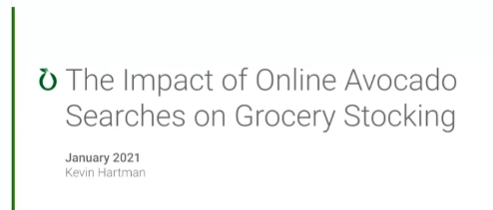 The Impact of Online Avocado
Searches on Grocery Stocking
January 2021
Kevin Hartman